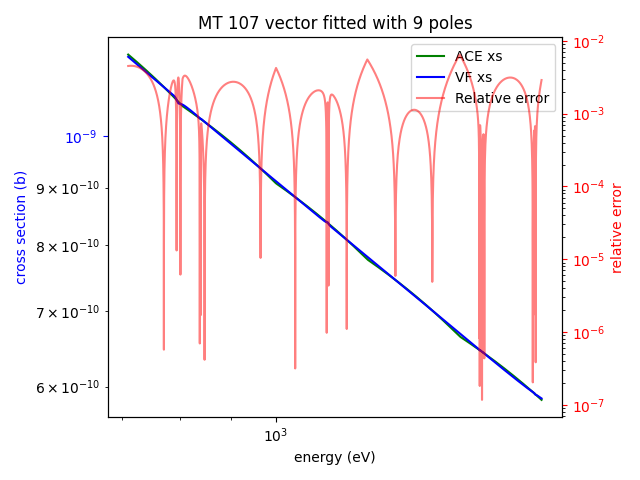 MT 107 vector fitted with 9 poles
ACE xs
VF xs
Relative error
cross section (b)
10⁻⁹
9 × 10⁻¹⁰
8 × 10⁻¹⁰
7 × 10⁻¹⁰
6 × 10⁻¹⁰
10⁻²
10⁻³
10⁻⁴
10⁻⁵
10⁻⁶
10⁻⁷
relative error
10³
energy (eV)